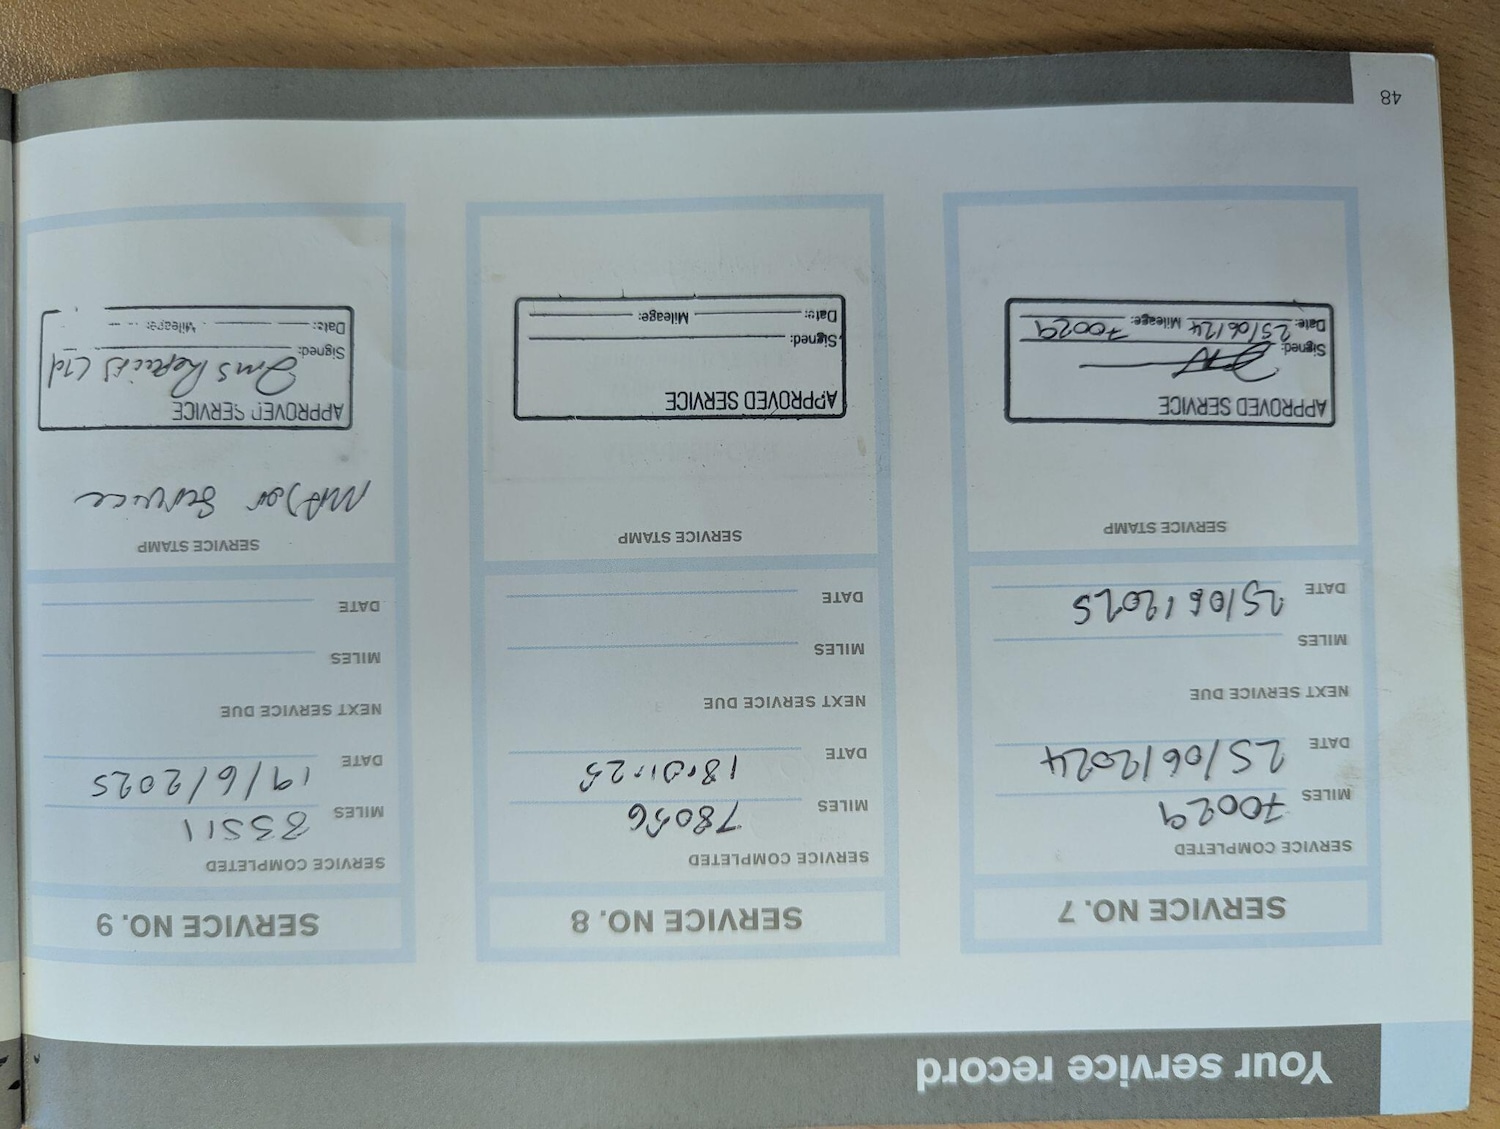 Your service record
SERVICE NO. 7
SERVICE COMPLETED
MILES 70029
DATE 25/06/2024
NEXT SERVICE DUE
MILES
DATE 25/06/2025
SERVICE STAMP
APPROVED SERVICE
Signed:
Date: 25/06/24 Mileage: 70029
SERVICE NO. 8
SERVICE COMPLETED
MILES 78056
DATE 18.01.25
NEXT SERVICE DUE
MILES
DATE
SERVICE STAMP
APPROVED SERVICE
Signed:
Date: Mileage:
SERVICE NO. 9
SERVICE COMPLETED
MILES 83511
DATE 19/6/2025
NEXT SERVICE DUE
MILES
DATE
SERVICE STAMP
MAJor Service
APPROVED SERVICE
Signed: Ltd
Date: Mileage:
48